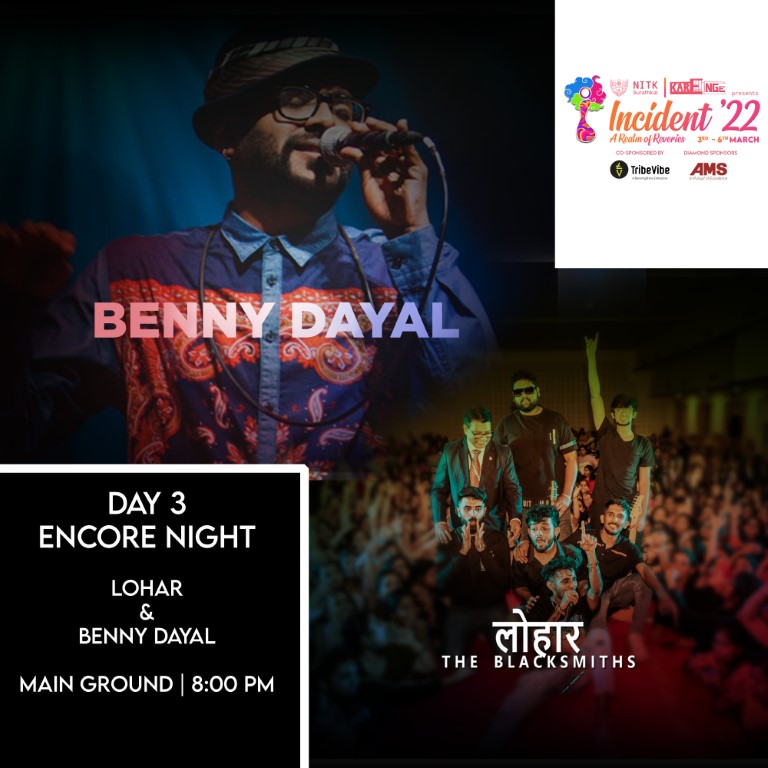 NITK
Surathkal
presents
Incident '22
A Realm of Reveries
3RD - 6TH MARCH
CO-SPONSORED BY
DIAMOND SPONSORS
TribeVibe
AMS
BENNY DAYAL
DAY 3
ENCORE NIGHT
LOHAR
&
BENNY DAYAL
MAIN GROUND | 8:00 PM
लोहार
THE BLACKSMITHS